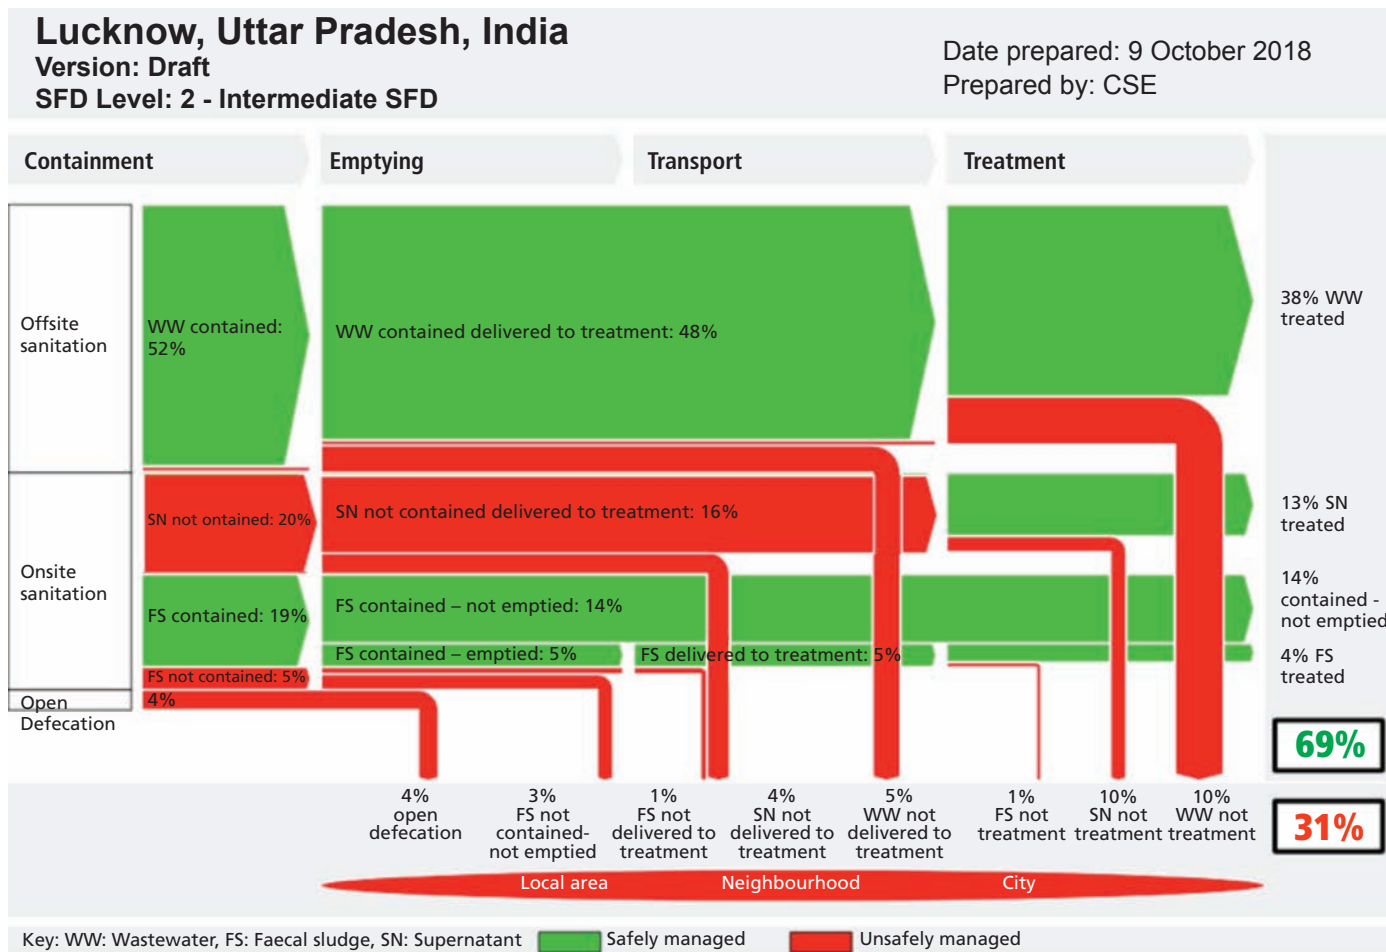 Lucknow, Uttar Pradesh, India
Version: Draft
SFD Level: 2 - Intermediate SFD
Date prepared: 9 October 2018
Prepared by: CSE
Containment
Emptying
Transport
Treatment
Offsite
sanitation
WW contained:
52%
WW contained delivered to treatment: 48%
38% WW
treated
SN not ontained: 20%
SN not contained delivered to treatment: 16%
13% SN
treated
Onsite
sanitation
FS contained: 19%
FS contained – not emptied: 14%
14%
contained -
not emptied
FS contained – emptied: 5%
FS delivered to treatment: 5%
4% FS
treated
FS not contained: 5%
Open
Defecation
4%
69%
4%
open
defecation
3%
FS not
contained-
not emptied
1%
FS not
delivered to
treatment
4%
SN not
delivered to
treatment
5%
WW not
delivered to
treatment
1%
FS not
treatment
10%
SN not
treatment
10%
WW not
treatment
31%
Local area
Neighbourhood
City
Key: WW: Wastewater, FS: Faecal sludge, SN: Supernatant
Safely managed
Unsafely managed